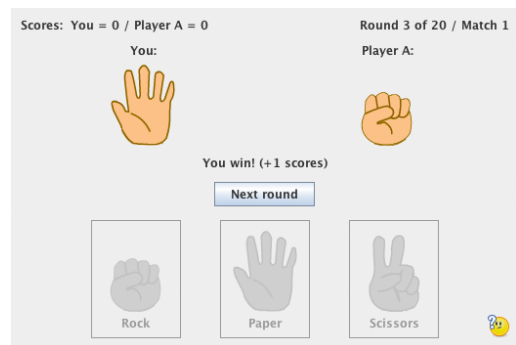 Scores: You = 0 / Player A = 0 Round 3 of 20 / Match 1
You: Player A:
You win! (+1 scores)
Next round
Rock Paper Scissors
?